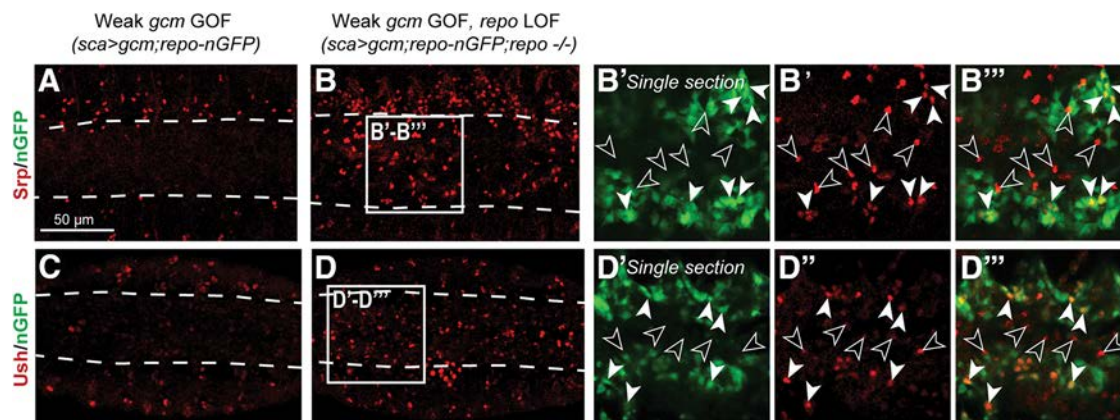 Weak gcm GOF
(sca>gcm;repo-nGFP)
Weak gcm GOF, repo LOF
(sca>gcm;repo-nGFP;repo -/-)
Srp/nGFP
A
50 µm
B
B'-B'''
B' Single section
B'
B'''
Ush/nGFP
C
D
D'-D'''
D' Single section
D''
D'''